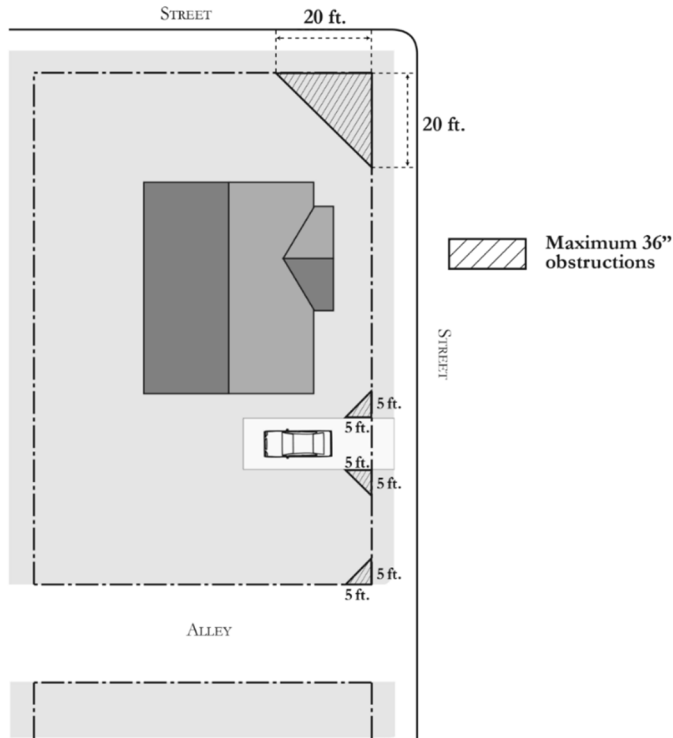 STREET
20 ft.
20 ft.
Maximum 36”
obstructions
STREET
5 ft.
5 ft.
5 ft.
5 ft.
5 ft.
5 ft.
ALLEY